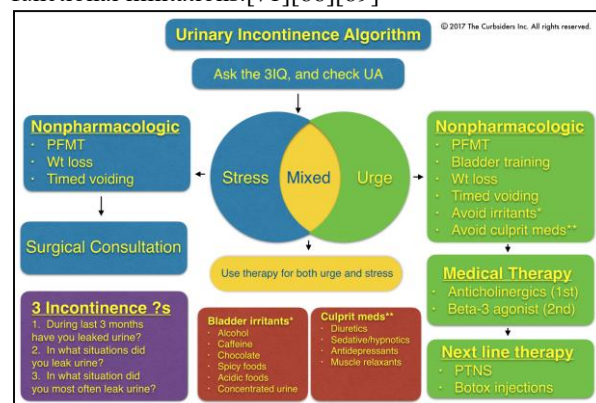 Urinary Incontinence Algorithm
© 2017 The Curbsiders Inc. All rights reserved.
Ask the 3IQ, and check UA
Nonpharmacologic
· PFMT
· Wt loss
· Timed voiding
Surgical Consultation
Stress
Mixed
Urge
Use therapy for both urge and stress
Nonpharmacologic
· PFMT
· Bladder training
· Wt loss
· Timed voiding
· Avoid irritants*
· Avoid culprit meds**
Medical Therapy
· Anticholinergics (1st)
· Beta-3 agonist (2nd)
Next line therapy
· PTNS
· Botox injections
3 Incontinence ?s
1. During last 3 months
have you leaked urine?
2. In what situations did
you leak urine?
3. In what situation did
you most often leak urine?
Bladder irritants*
· Alcohol
· Caffeine
· Chocolate
· Spicy foods
· Acidic foods
· Concentrated urine
Culprit meds**
· Diuretics
· Sedative/hypnotics
· Antidepressants
· Muscle relaxants